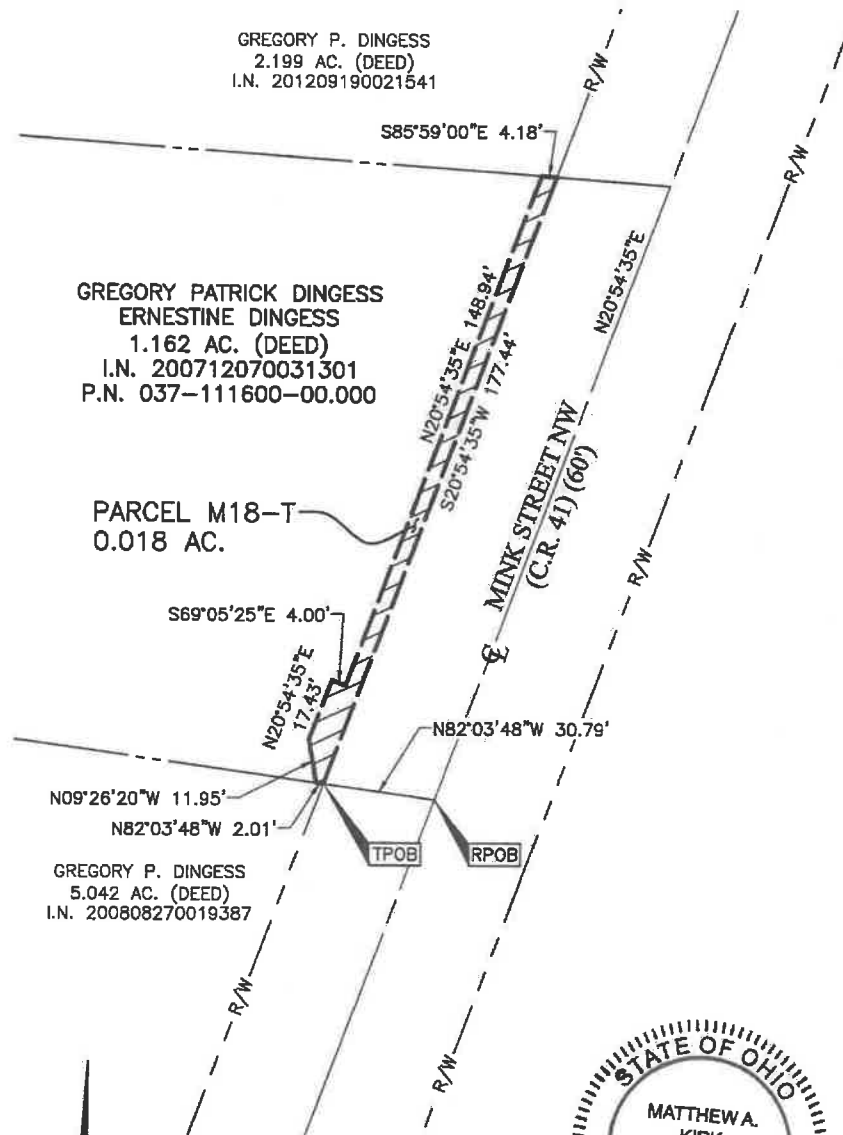 GREGORY P. DINGESS
2.199 AC. (DEED)
I.N. 201209190021541
R/W
R/W
S85°59'00"E 4.18'
N20°54'35"E
GREGORY PATRICK DINGESS
ERNESTINE DINGESS
1.162 AC. (DEED)
I.N. 200712070031301
P.N. 037-111600-00.000
N20°54'35"E 148.94'
S20°54'35"W 177.44'
MINK STREET NW
(C.R. 41) (60')
PARCEL M18-T
0.018 AC.
R/W
S69°05'25"E 4.00'
℄
N20°54'35"E
17.43'
N82°03'48"W 30.79'
N09°26'20"W 11.95'
N82°03'48"W 2.01'
TPOB
RPOB
GREGORY P. DINGESS
5.042 AC. (DEED)
I.N. 200808270019387
R/W
R/W
STATE OF OHIO
MATTHEW A.
KIRK